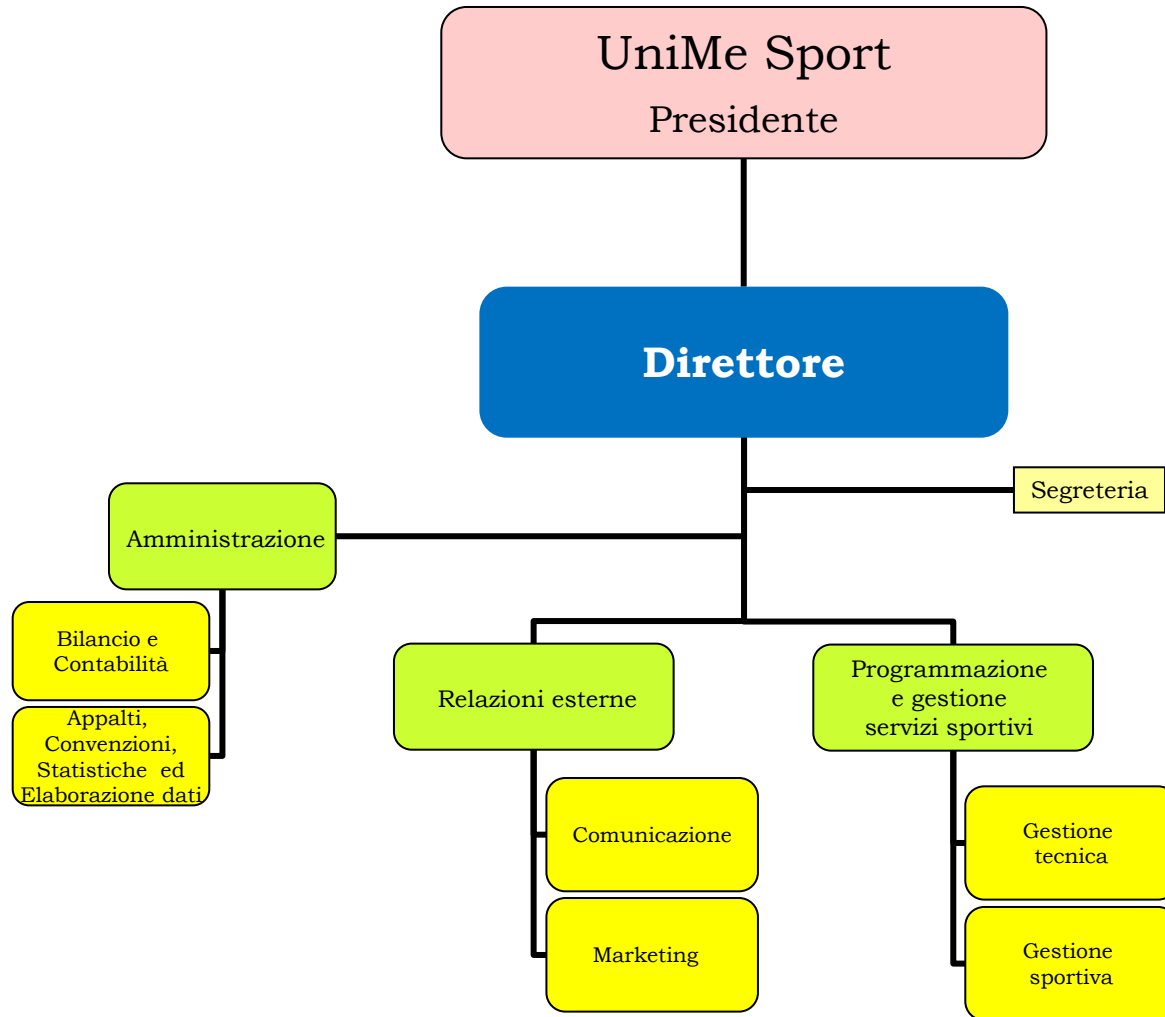 UniMe Sport
Presidente
Direttore
Segreteria
Amministrazione
Bilancio e
Contabilità
Appalti,
Convenzioni,
Statistiche ed
Elaborazione dati
Relazioni esterne
Comunicazione
Marketing
Programmazione
e gestione
servizi sportivi
Gestione
tecnica
Gestione
sportiva